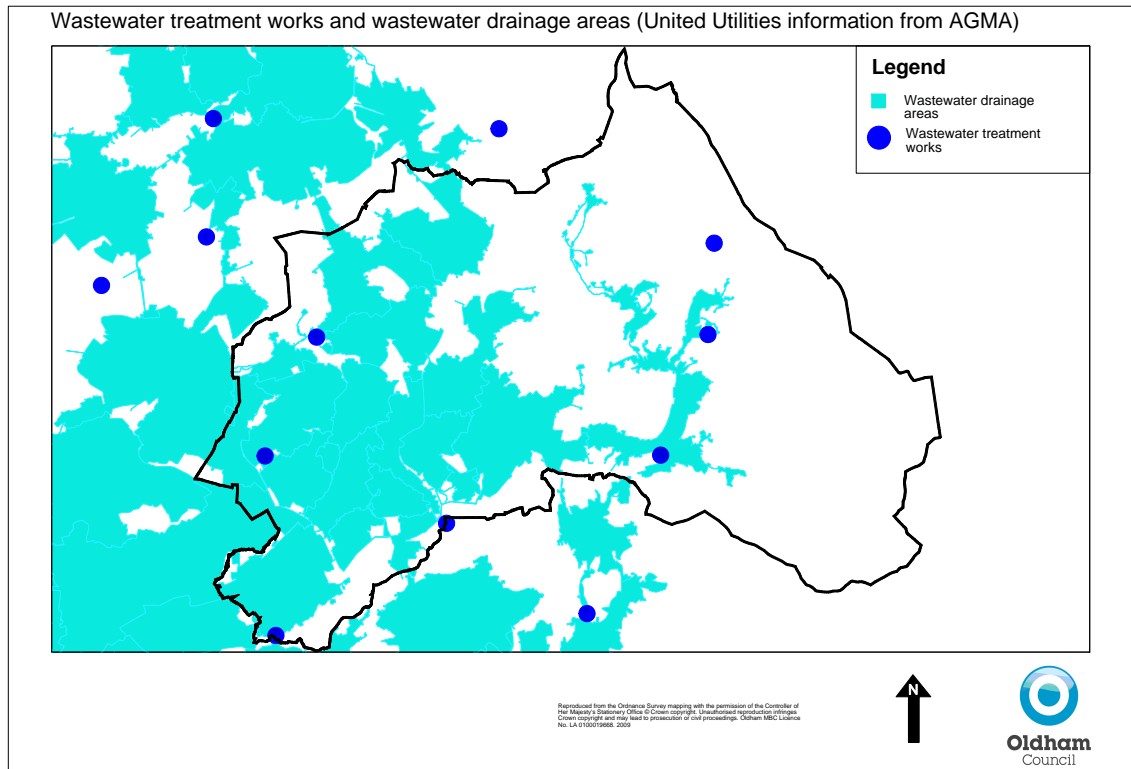 Wastewater treatment works and wastewater drainage areas (United Utilities information from AGMA)
Legend
Wastewater drainage
areas
Wastewater treatment
works
Reproduced from the Ordnance Survey mapping with the permission of the Controller of
Her Majesty's Stationery Office © Crown copyright. Unauthorised reproduction infringes
Crown copyright and may lead to prosecution or civil proceedings. Oldham MBC Licence
No. LA 0100019668. 2009
N
Oldham
Council